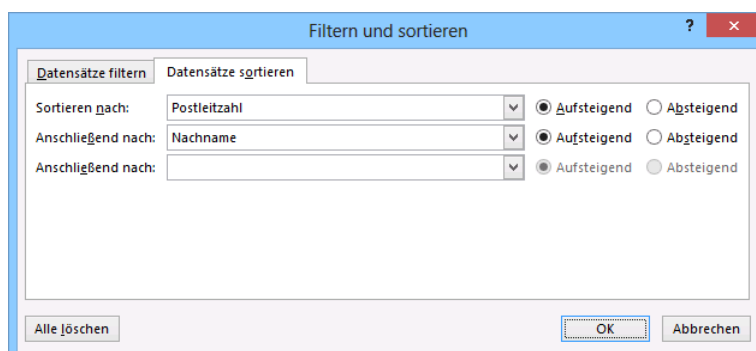 Filtern und sortieren ?
Datensätze filtern Datensätze sortieren
Sortieren nach: Postleitzahl Aufsteigend Absteigend
Anschließend nach: Nachname Aufsteigend Absteigend
Anschließend nach: Aufsteigend Absteigend
Alle löschen OK Abbrechen